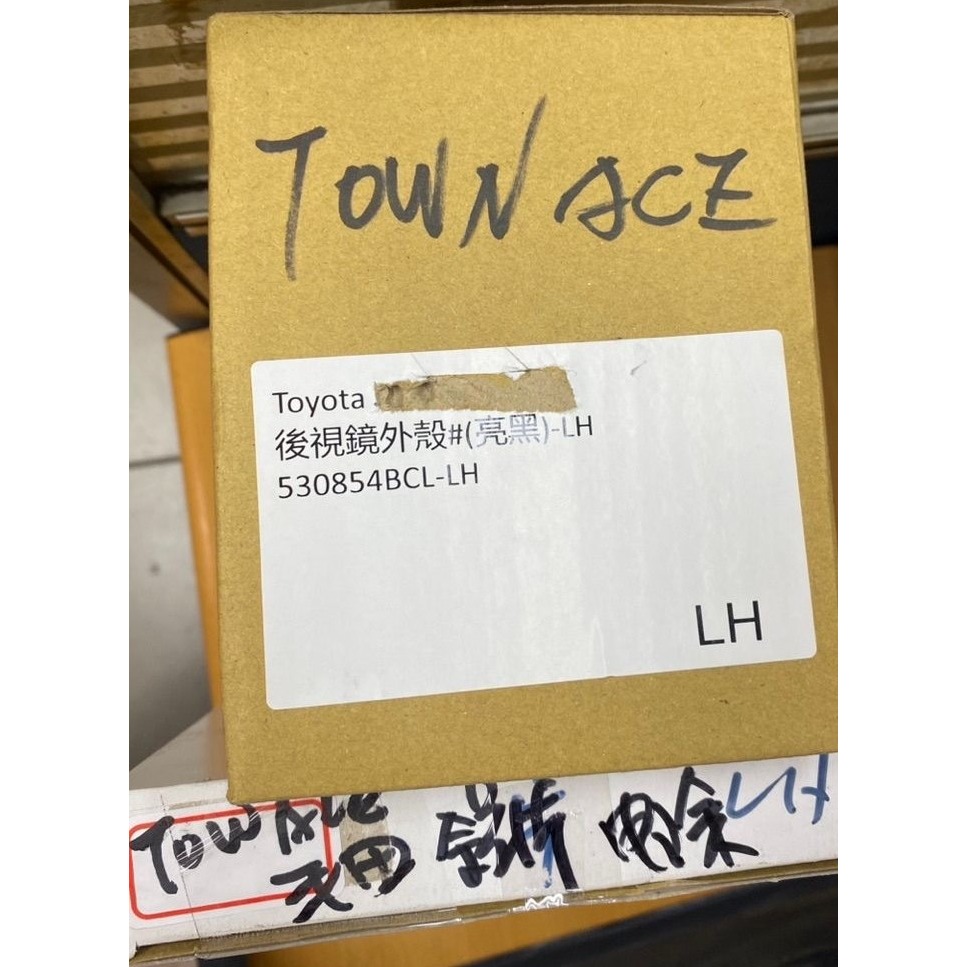 TOWN ACE
Toyota
後視鏡外殼#(亮黑)-LH
530854BCL-LH
LH
TOWN ACE
LH